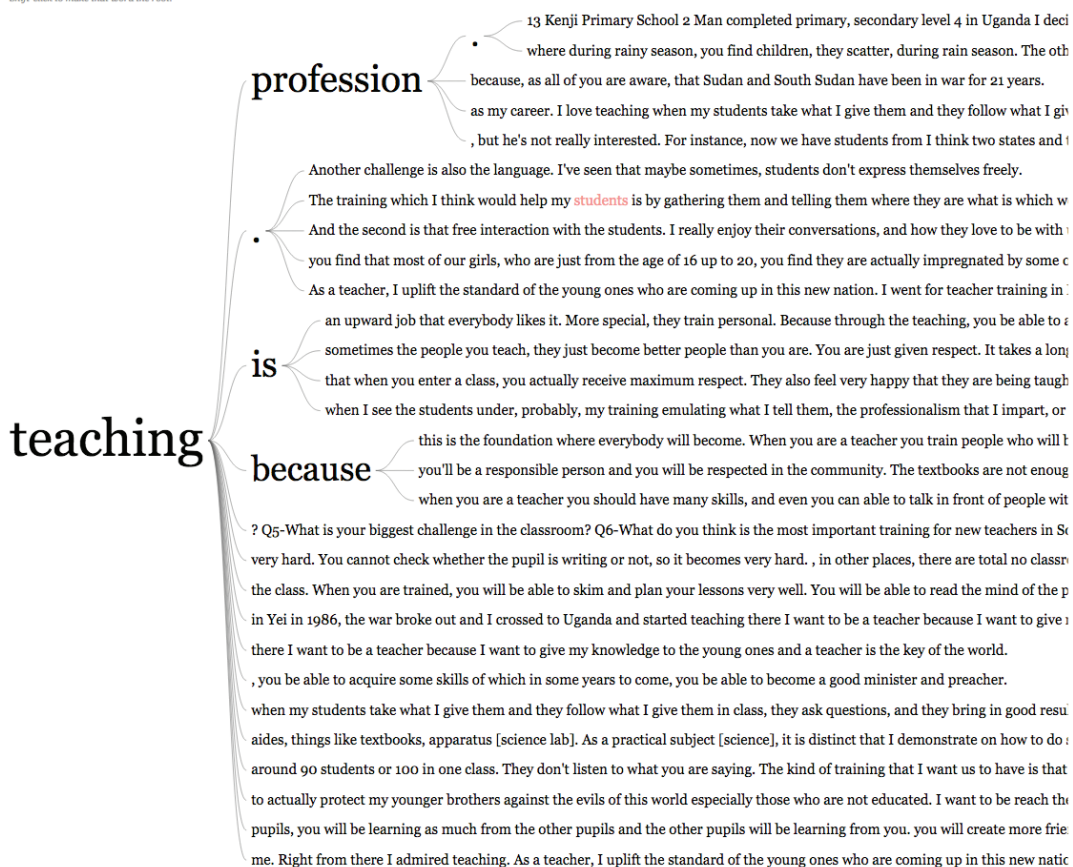 profession
.
13 Kenji Primary School 2 Man completed primary, secondary level 4 in Uganda I deci
where during rainy season, you find children, they scatter, during rain season. The oth
because, as all of you are aware, that Sudan and South Sudan have been in war for 21 years.
as my career. I love teaching when my students take what I give them and they follow what I giv
, but he's not really interested. For instance, now we have students from I think two states and
.
Another challenge is also the language. I've seen that maybe sometimes, students don't express themselves freely.
The training which I think would help my students is by gathering them and telling them where they are what is which w
And the second is that free interaction with the students. I really enjoy their conversations, and how they love to be with
you find that most of our girls, who are just from the age of 16 up to 20, you find they are actually impregnated by some
As a teacher, I uplift the standard of the young ones who are coming up in this new nation. I went for teacher training in
is
an upward job that everybody likes it. More special, they train personal. Because through the teaching, you be able to a
sometimes the people you teach, they just become better people than you are. You are just given respect. It takes a long
that when you enter a class, you actually receive maximum respect. They also feel very happy that they are being taugh
when I see the students under, probably, my training emulating what I tell them, the professionalism that I impart, or
teaching
because
this is the foundation where everybody will become. When you are a teacher you train people who will b
you'll be a responsible person and you will be respected in the community. The textbooks are not enoug
when you are a teacher you should have many skills, and even you can able to talk in front of people wit
? Q5-What is your biggest challenge in the classroom? Q6-What do you think is the most important training for new teachers in So
very hard. You cannot check whether the pupil is writing or not, so it becomes very hard. , in other places, there are total no classr
the class. When you are trained, you will be able to skim and plan your lessons very well. You will be able to read the mind of the p
in Yei in 1986, the war broke out and I crossed to Uganda and started teaching there I want to be a teacher because I want to give
there I want to be a teacher because I want to give my knowledge to the young ones and a teacher is the key of the world.
, you be able to acquire some skills of which in some years to come, you be able to become a good minister and preacher.
when my students take what I give them and they follow what I give them in class, they ask questions, and they bring in good resu
aides, things like textbooks, apparatus [science lab]. As a practical subject [science], it is distinct that I demonstrate on how to do
around 90 students or 100 in one class. They don't listen to what you are saying. The kind of training that I want us to have is that
to actually protect my younger brothers against the evils of this world especially those who are not educated. I want to be reach the
pupils, you will be learning as much from the other pupils and the other pupils will be learning from you. you will create more frie
me. Right from there I admired teaching. As a teacher, I uplift the standard of the young ones who are coming up in this new natio